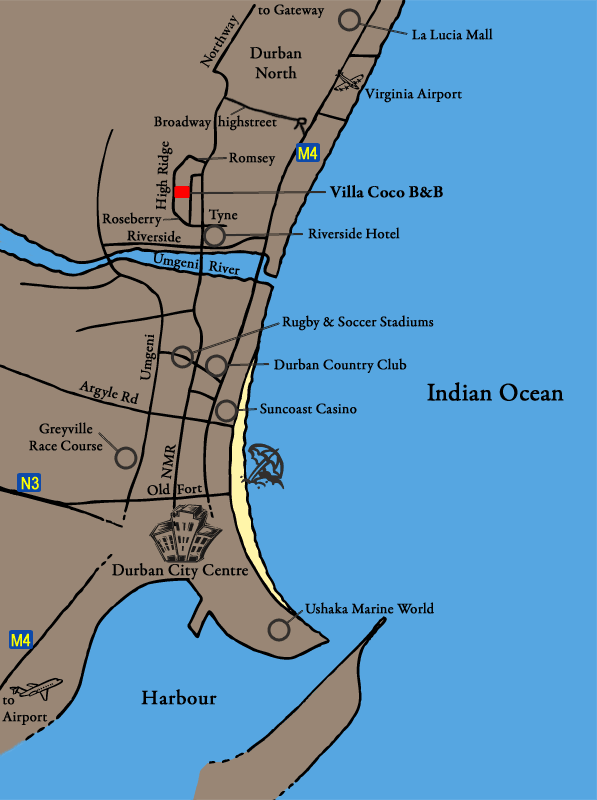 to Gateway
Northway
La Lucia Mall
Durban
North
Virginia Airport
Broadway highstreet
M4
High Ridge
Romsey
Villa Coco B&B
Roseberry
Tyne
Riverside
Riverside Hotel
Umgeni River
Rugby & Soccer Stadiums
Umgeni
Durban Country Club
Argyle Rd
Indian Ocean
Suncoast Casino
Greyville
Race Course
NMR
N3
Old Fort
Durban City Centre
Ushaka Marine World
M4
to
Airport
Harbour